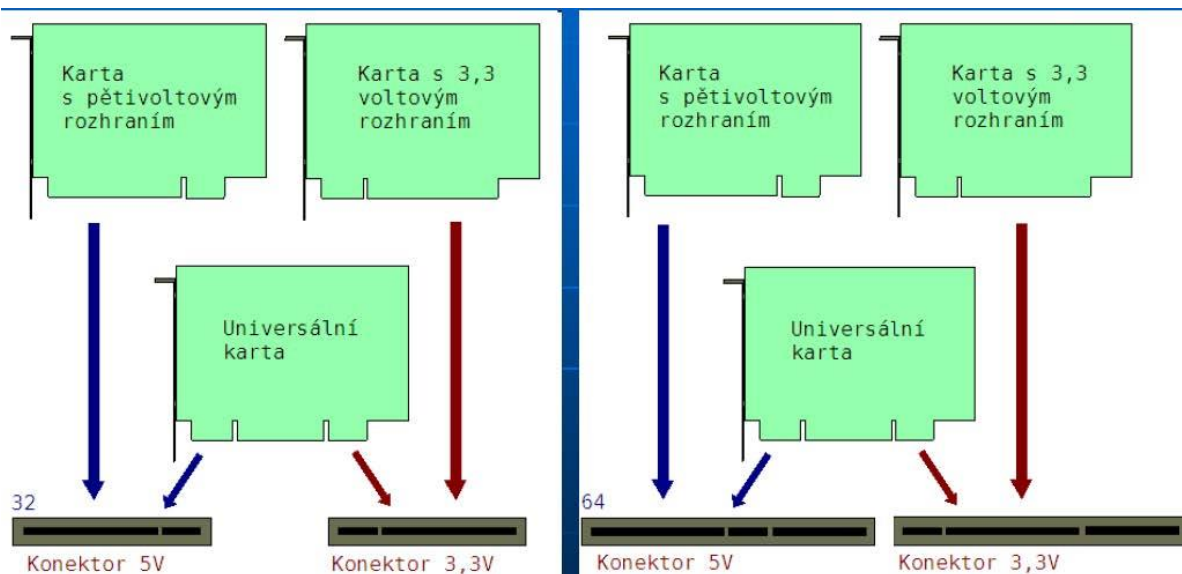 Karta
s pětivoltovým
rozhraním
Karta s 3,3
voltovým
rozhraním
Universální
karta
32
Konektor 5V
Konektor 3,3V
Karta
s pětivoltovým
rozhraním
Karta s 3,3
voltovým
rozhraním
Universální
karta
64
Konektor 5V
Konektor 3,3V